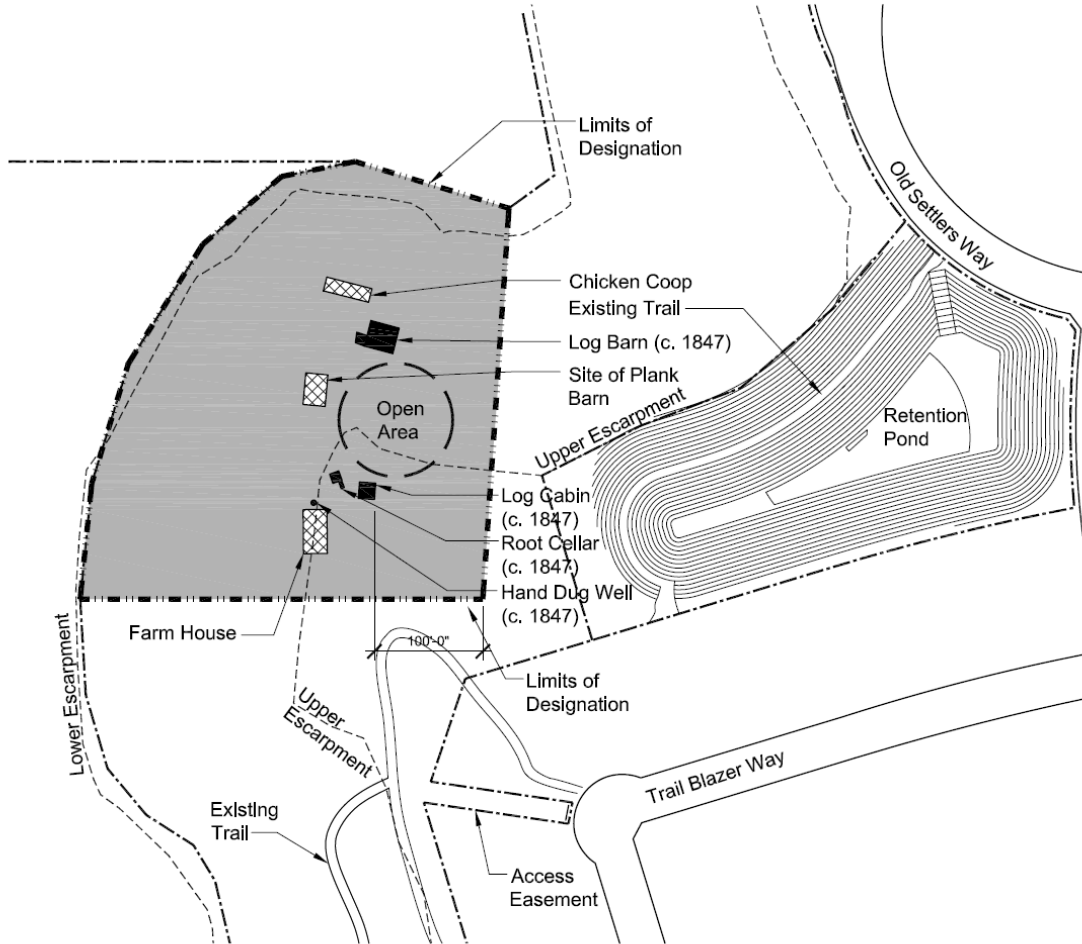 Limits of
Designation
Old Settlers Way
Chicken Coop
Existing Trail
Log Barn (c. 1847)
Site of Plank
Barn
Open
Area
Upper Escarpment
Retention
Pond
Log Cabin
(c. 1847)
Root Cellar
(c. 1847)
Hand Dug Well
(c. 1847)
Farm House
100'-0"
Limits of
Designation
Lower Escarpment
Upper
Escarpment
Trail Blazer Way
Existing
Trail
Access
Easement